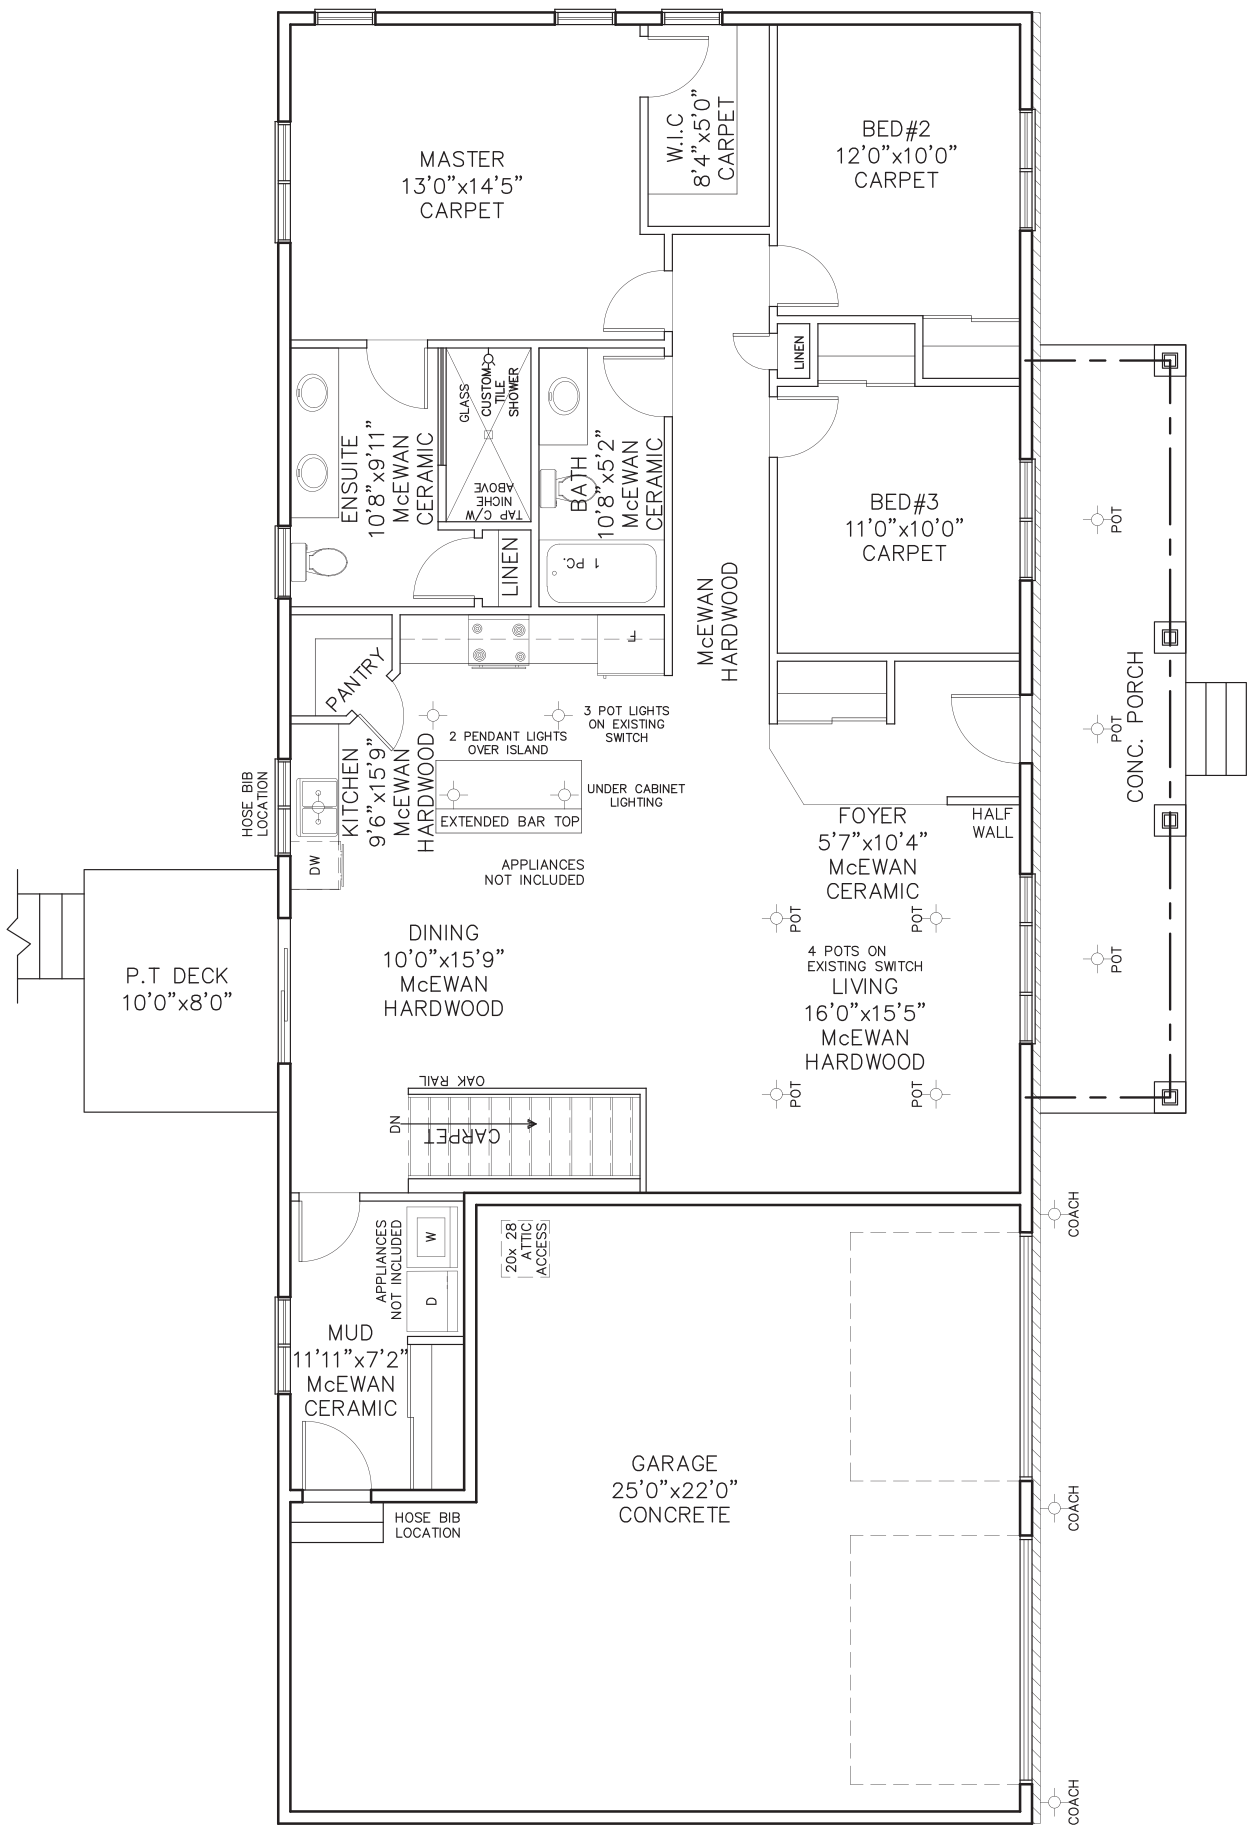 MASTER
13'0"x14'5"
CARPET
W.I.C
8'4"x5'0"
CARPET
BED#2
12'0"x10'0"
CARPET
LINEN
GLASS
CUSTOM
TILE
SHOWER
TAP C/W
NICHE
ABOVE
ENSUITE
10'8"x9'11"
McEWAN
CERAMIC
BATH
10'8"x5'2"
McEWAN
CERAMIC
1 PC.
LINEN
BED#3
11'0"x10'0"
CARPET
McEWAN
HARDWOOD
POT
PANTRY
F
3 POT LIGHTS
ON EXISTING
SWITCH
2 PENDANT LIGHTS
OVER ISLAND
UNDER CABINET
LIGHTING
EXTENDED BAR TOP
HOSE BIB
LOCATION
KITCHEN
9'6"x15'9"
McEWAN
HARDWOOD
DW
APPLIANCES
NOT INCLUDED
FOYER
5'7"x10'4"
McEWAN
CERAMIC
HALF
WALL
CONC. PORCH
POT
P.T DECK
10'0"x8'0"
DINING
10'0"x15'9"
McEWAN
HARDWOOD
POT
POT
4 POTS ON
EXISTING SWITCH
LIVING
16'0"x15'5"
McEWAN
HARDWOOD
POT
POT
POT
OAK RAIL
DN
CARPET
COACH
APPLIANCES
NOT INCLUDED
W
D
20x 28
ATTIC
ACCESS
MUD
11'11"x7'2"
McEWAN
CERAMIC
HOSE BIB
LOCATION
GARAGE
25'0"x22'0"
CONCRETE
COACH
COACH